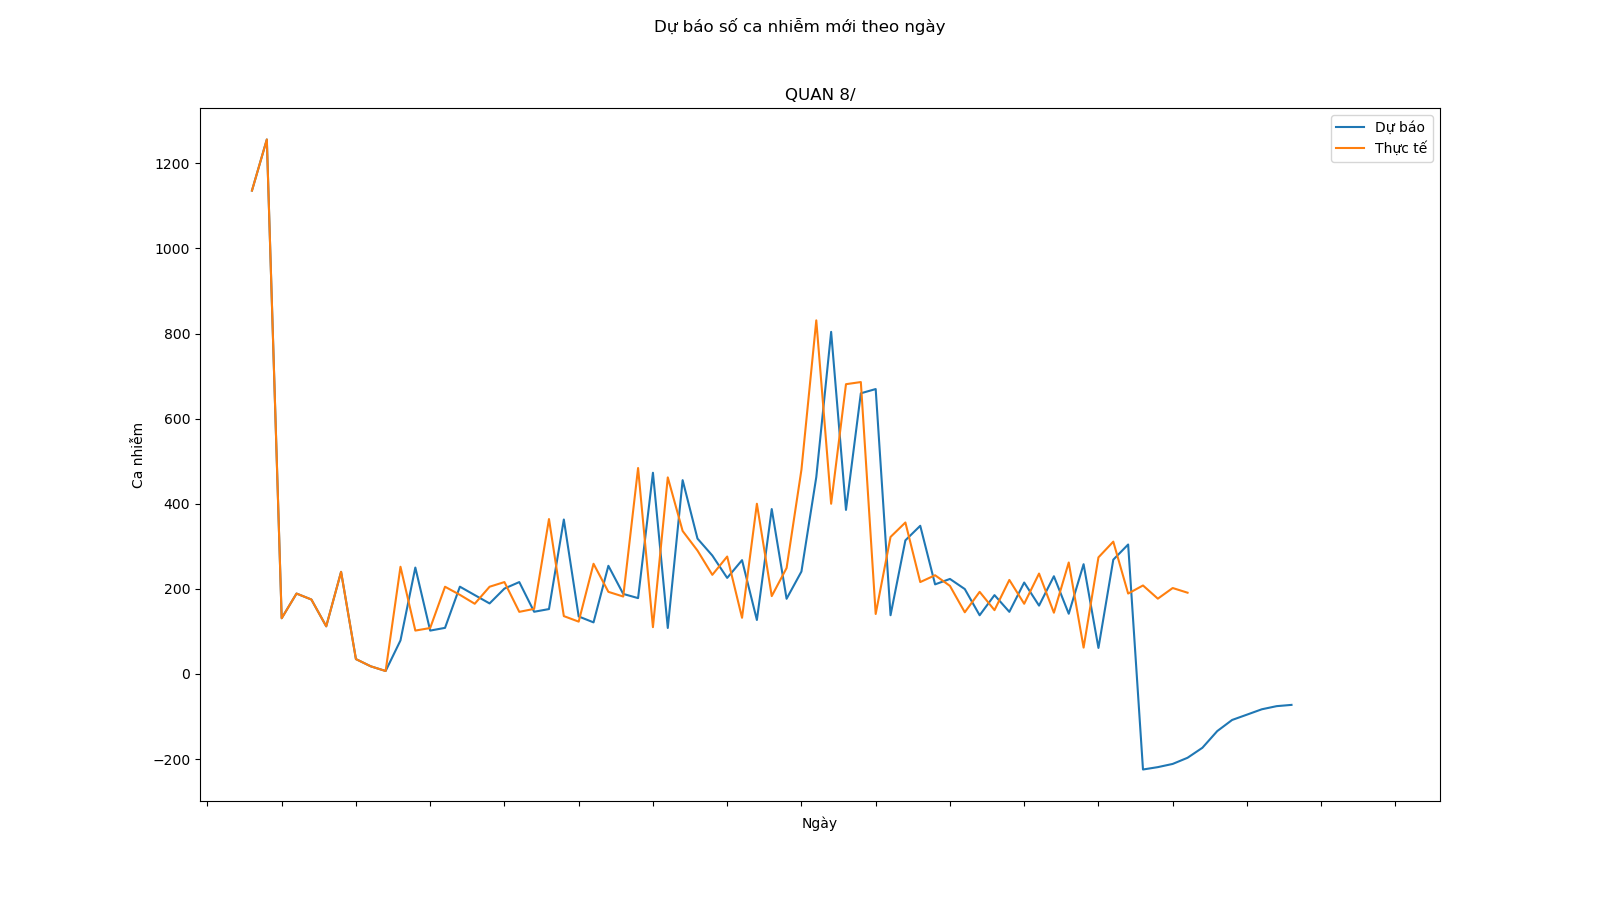 Dự báo số ca nhiễm mới theo ngày
QUAN 8/
Dự báo
Thực tế
1200
1000
800
600
400
200
0
−200
Ca nhiễm
Ngày